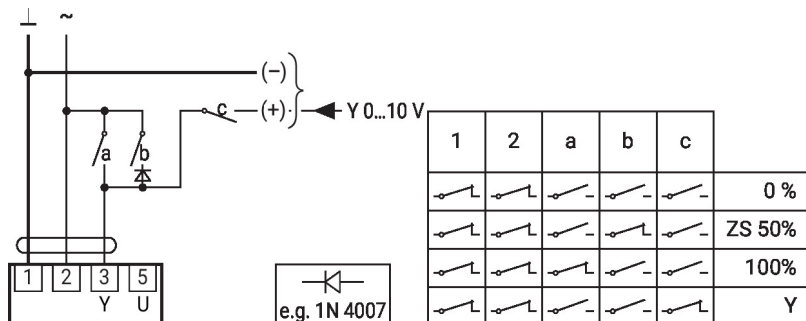 ⊥ ~
(–)
(+) Y 0...10 V
c
a b
1 2 3 5
Y U
e.g. 1N 4007
1 2 a b c
0 %
ZS 50%
100%
Y